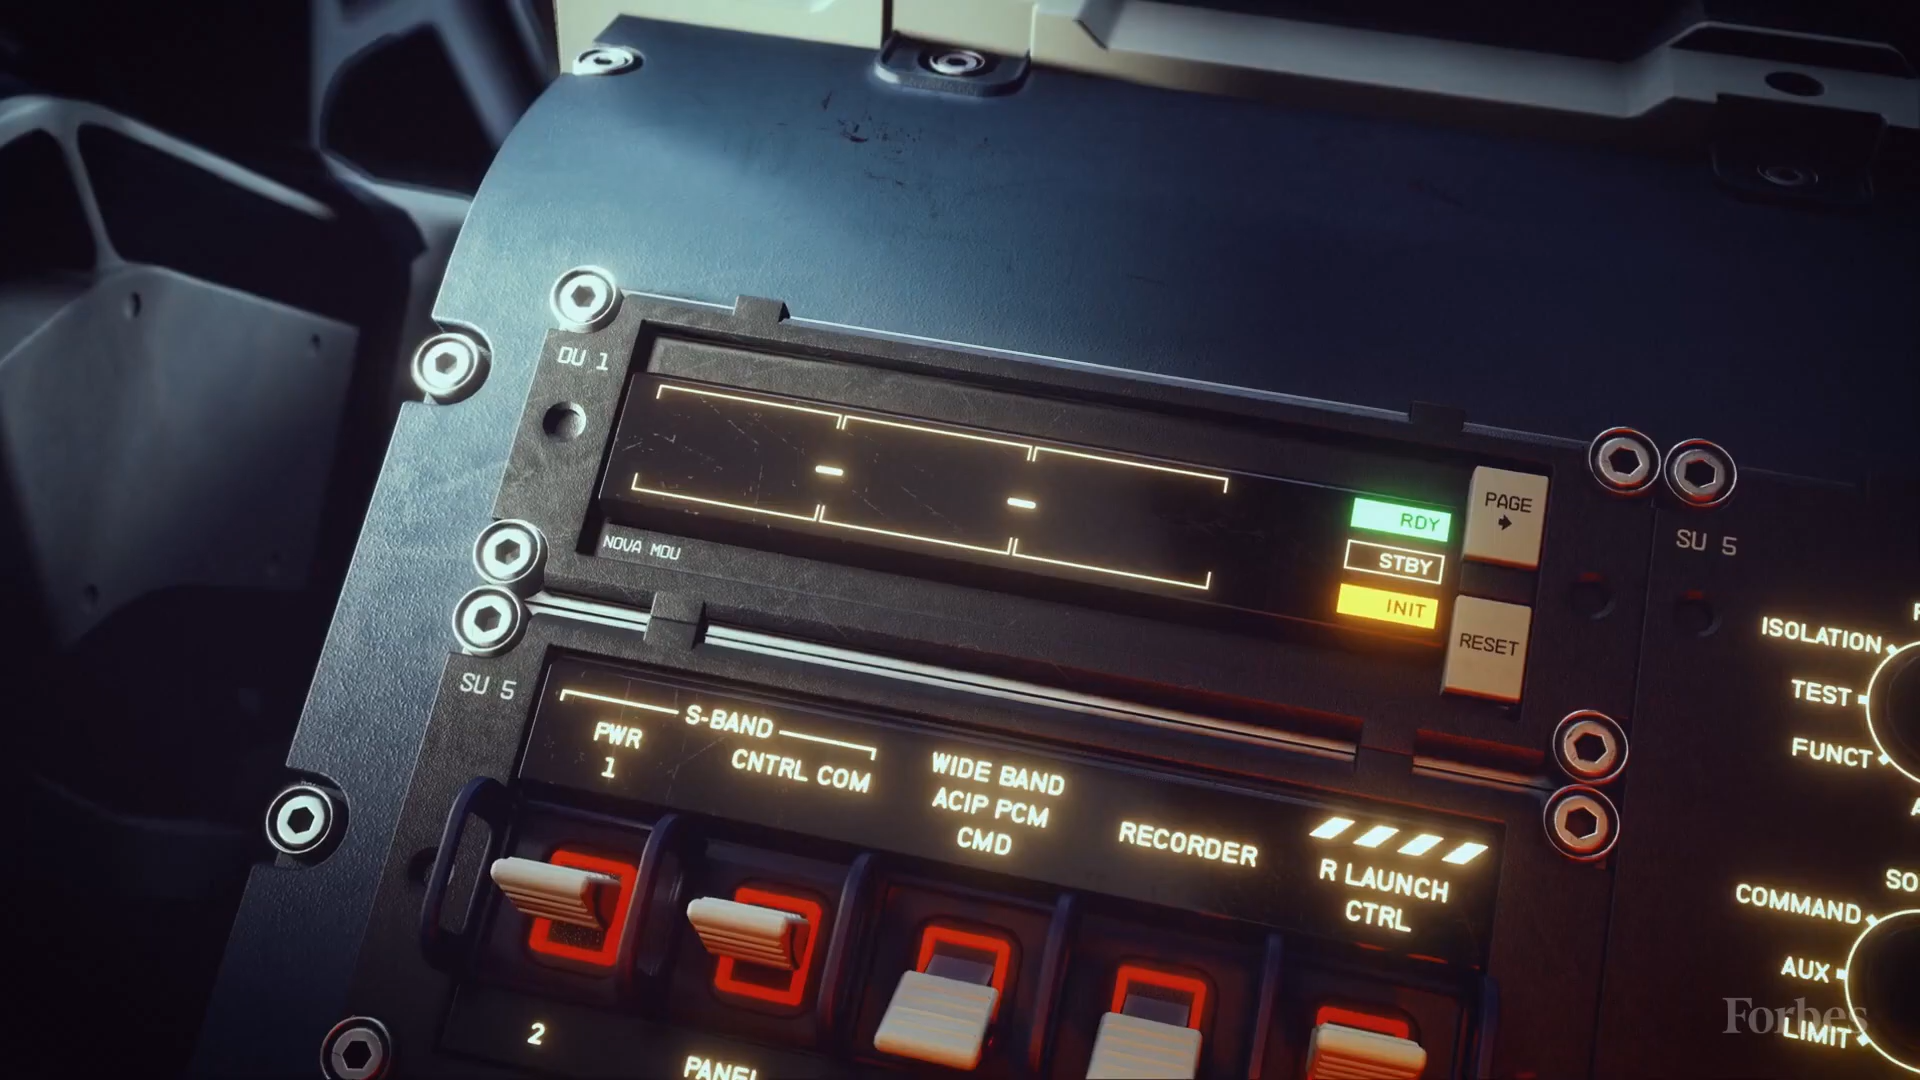 DU 1
NOVA MDU
RDY
STBY
INIT
PAGE
RESET
SU 5
SU 5
S-BAND
PWR
1
CNTRL COM
WIDE BAND
ACIP PCM
CMD
RECORDER
R LAUNCH
CTRL
2
PANEL
ISOLATION
TEST
FUNCT
COMMAND
AUX
LIMIT
Forbes